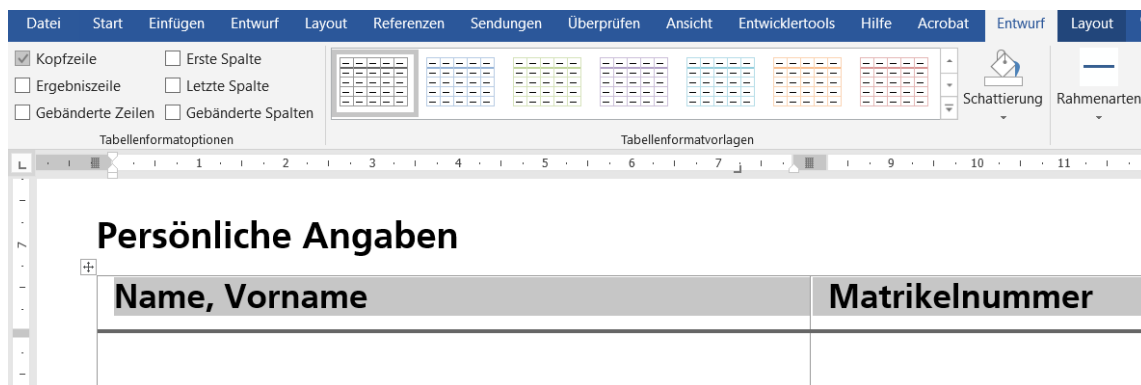 Datei Start Einfügen Entwurf Layout Referenzen Sendungen Überprüfen Ansicht Entwicklertools Hilfe Acrobat Entwurf Layout
Kopfzeile Erste Spalte
Ergebniszeile Letzte Spalte
Gebänderte Zeilen Gebänderte Spalten
Schattierung Rahmenarten
Tabellenformatoptionen Tabellenformatvorlagen
L 1 2 3 4 5 6 7 9 10 11
7
Persönliche Angaben
Name, Vorname Matrikelnummer